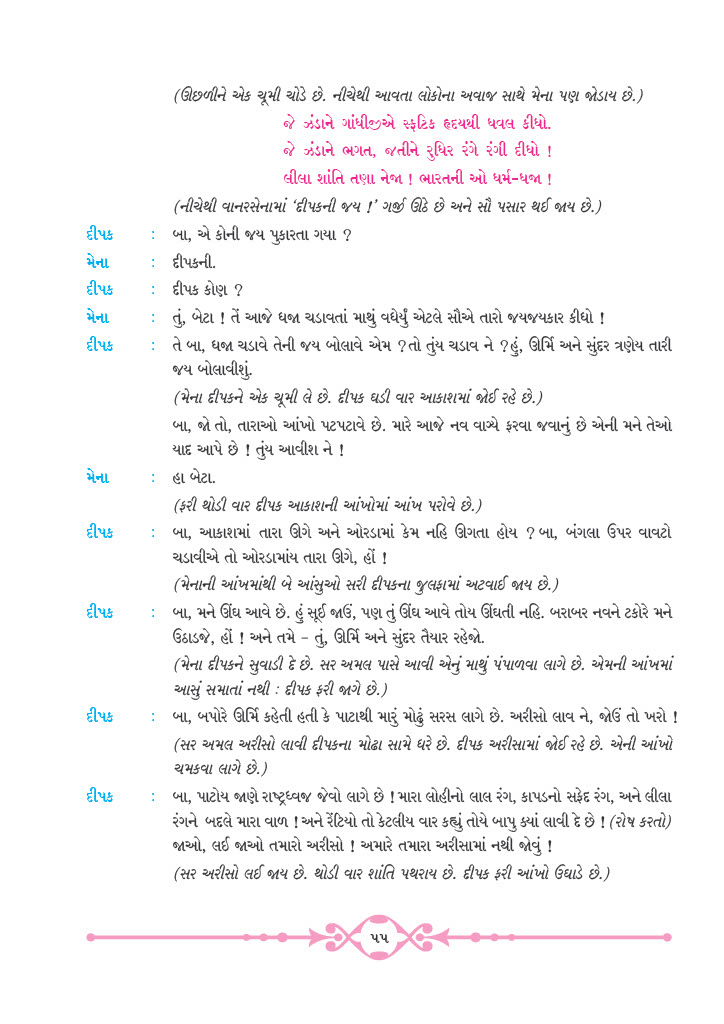 (ઊછળીને એક ચૂમી ચોડે છે. નીચેથી આવતા લોકોના અવાજ સાથે મેના પણ જોડાય છે.)
જે ઝંડાને ગાંધીજીએ સ્ફટિક હૃદયથી ધવલ કીધો.
જે ઝંડાને ભગત, જતીને રુધિર રંગે રંગી દીધો !
લીલા શાંતિ તણા નેજા ! ભારતની ઓ ધર્મ-ધજા !
(નીચેથી વાનરસેનામાં ‘દીપકની જય !’ ગર્જી ઊઠે છે અને સૌ પસાર થઈ જાય છે.)
દીપક : બા, એ કોની જય પુકારતા ગયા ?
મેના : દીપકની.
દીપક : દીપક કોણ ?
મેના : તું, બેટા ! તેં આજે ધજા ચડાવતાં માથું વધેર્યું એટલે સૌએ તારો જયજયકાર કીધો !
દીપક : તે બા, ધજા ચડાવે તેની જય બોલાવે એમ ? તો તુંય ચડાવ ને ? હું, ઊર્મિ અને સુંદર ત્રણેય તારી
જય બોલાવીશું.
(મેના દીપકને એક ચૂમી લે છે. દીપક ઘડી વાર આકાશમાં જોઈ રહે છે.)
બા, જો તો, તારાઓ આંખો પટપટાવે છે. મારે આજે નવ વાગ્યે ફરવા જવાનું છે એની મને તેઓ
યાદ આપે છે ! તુંય આવીશ ને !
મેના : હા બેટા.
(ફરી થોડી વાર દીપક આકાશની આંખોમાં આંખ પરોવે છે.)
દીપક : બા, આકાશમાં તારા ઊગે અને ઓરડામાં કેમ નહિ ઊગતા હોય ? બા, બંગલા ઉપર વાવટો
ચડાવીએ તો ઓરડામાંય તારા ઊગે, હોં !
(મેનાની આંખમાંથી બે આંસુઓ સરી દીપકના જુલફામાં અટવાઈ જાય છે.)
દીપક : બા, મને ઊંઘ આવે છે. હું સૂઈ જાઉં, પણ તું ઊંઘ આવે તોય ઊંઘતી નહિ. બરાબર નવને ટકોરે મને
ઉઠાડજે, હોં ! અને તમે – તું, ઊર્મિ અને સુંદર તૈયાર રહેજો.
(મેના દીપકને સુવાડી દે છે. સર અમલ પાસે આવી એનું માથું પંપાળવા લાગે છે. એમની આંખમાં
આસું સમાતાં નથી : દીપક ફરી જાગે છે.)
દીપક : બા, બપોરે ઊર્મિ કહેતી હતી કે પાટાથી મારું મોઢું સરસ લાગે છે. અરીસો લાવ ને, જોઉં તો ખરો !
(સર અમલ અરીસો લાવી દીપકના મોઢા સામે ધરે છે. દીપક અરીસામાં જોઈ રહે છે. એની આંખો
ચમકવા લાગે છે.)
દીપક : બા, પાટોય જાણે રાષ્ટ્રધ્વજ જેવો લાગે છે ! મારા લોહીનો લાલ રંગ, કાપડનો સફેદ રંગ, અને લીલા
રંગને બદલે મારા વાળ ! અને રેંટિયો તો કેટલીય વાર કહ્યું તોયે બાપુ ક્યાં લાવી દે છે ! (રોષ કરતો)
જાઓ, લઈ જાઓ તમારો અરીસો ! અમારે તમારા અરીસામાં નથી જોવું !
(સર અરીસો લઈ જાય છે. થોડી વાર શાંતિ પથરાય છે. દીપક ફરી આંખો ઉઘાડે છે.)
૫૫